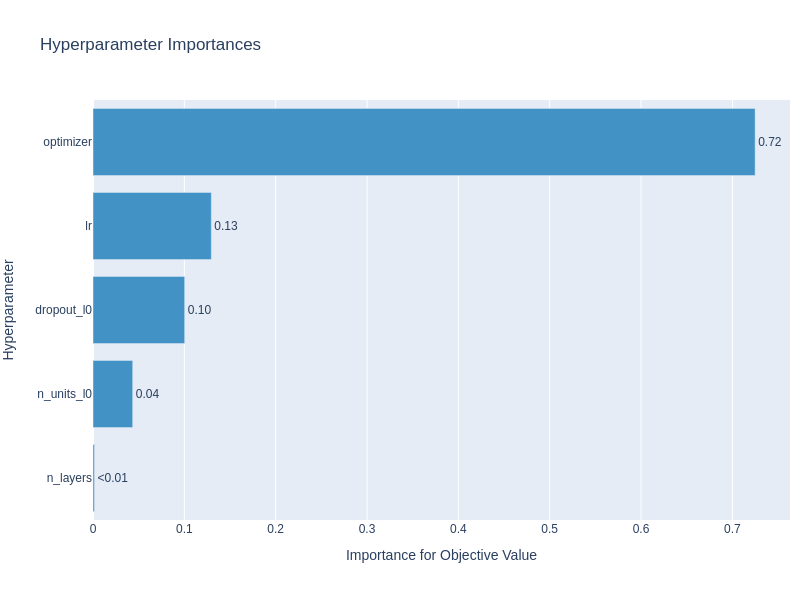 Hyperparameter Importances
Hyperparameter
optimizer 0.72
lr 0.13
dropout_l0 0.10
n_units_l0 0.04
n_layers <0.01
0 0.1 0.2 0.3 0.4 0.5 0.6 0.7
Importance for Objective Value